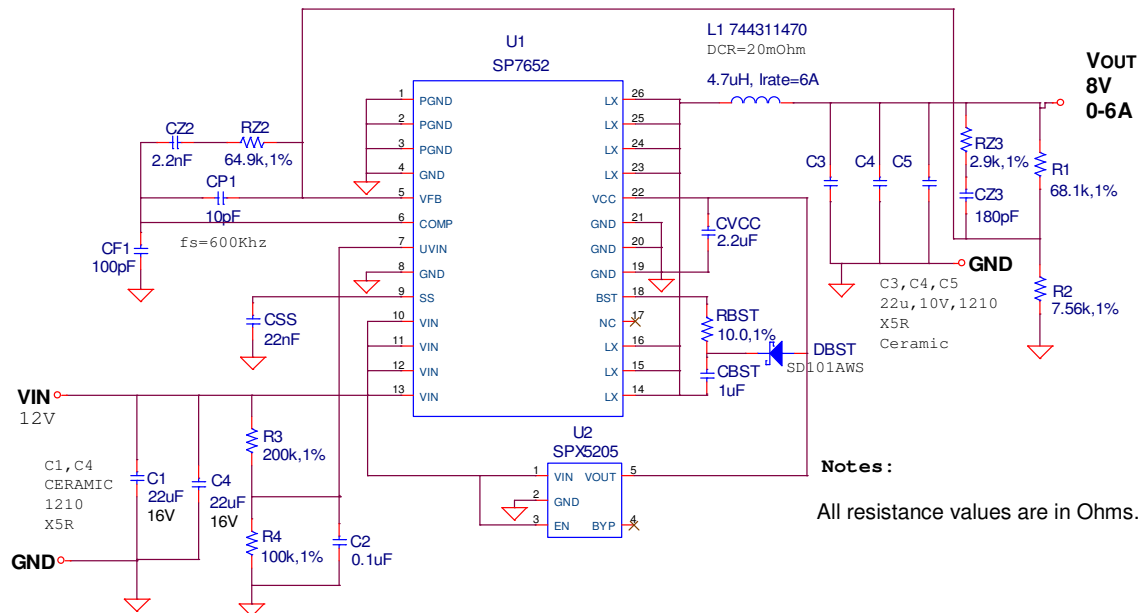 L1 744311470
DCR=20mOhm
4.7uH, Irate=6A
VOUT
8V
0-6A
U1
SP7652
1 PGND
2 PGND
3 PGND
4 GND
5 VFB
6 COMP
7 UVIN
8 GND
9 SS
10 VIN
11 VIN
12 VIN
13 VIN
LX 26
LX 25
LX 24
LX 23
VCC 22
GND 21
GND 20
GND 19
BST 18
NC 17
LX 16
LX 15
LX 14
CZ2
2.2nF
RZ2
64.9k,1%
CP1
10pF
fs=600Khz
CF1
100pF
CSS
22nF
CVCC
2.2uF
RBST
10.0,1%
CBST
1uF
DBST
SD101AWS
C3
C4
C5
RZ3
2.9k,1%
CZ3
180pF
R1
68.1k,1%
R2
7.56k,1%
GND
C3,C4,C5
22u,10V,1210
X5R
Ceramic
VIN
12V
C1,C4
CERAMIC
1210
X5R
C1
22uF
16V
C4
22uF
16V
R3
200k,1%
R4
100k,1%
C2
0.1uF
GND
U2
SPX5205
1 VIN
2 GND
3 EN
VOUT 5
BYP 4
Notes:
All resistance values are in Ohms.